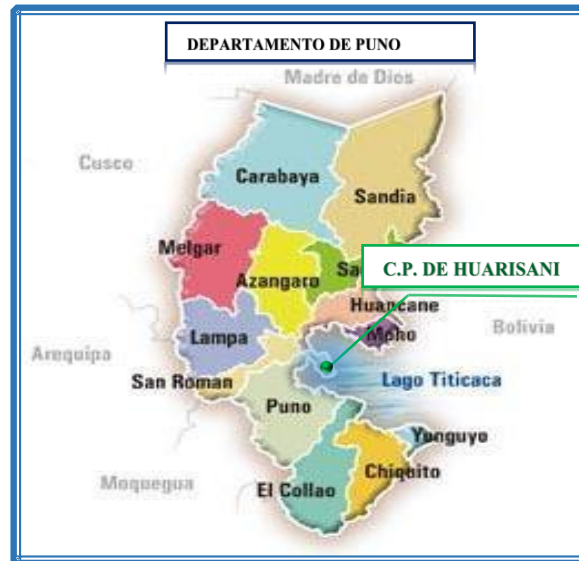 DEPARTAMENTO DE PUNO
Madre de Dios
Cusco
Carabaya
Sandia
Melgar
Azangaro
Sa
C.P. DE HUARISANI
Huancane
Moho
Bolivia
Lampa
Arequipa
San Roman
Lago Titicaca
Puno
Yunguyo
Chiquito
Moquegua
El Collao